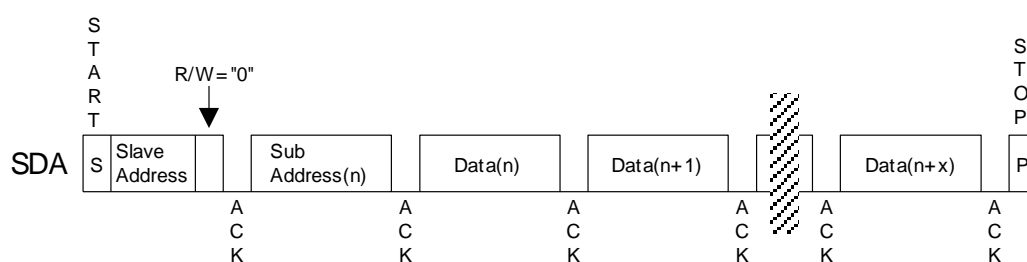 START
STOP
R/W="0"
SDA
S
Slave
Address
Sub
Address(n)
Data(n)
Data(n+1)
Data(n+x)
P
ACK
ACK
ACK
ACK
ACK
ACK